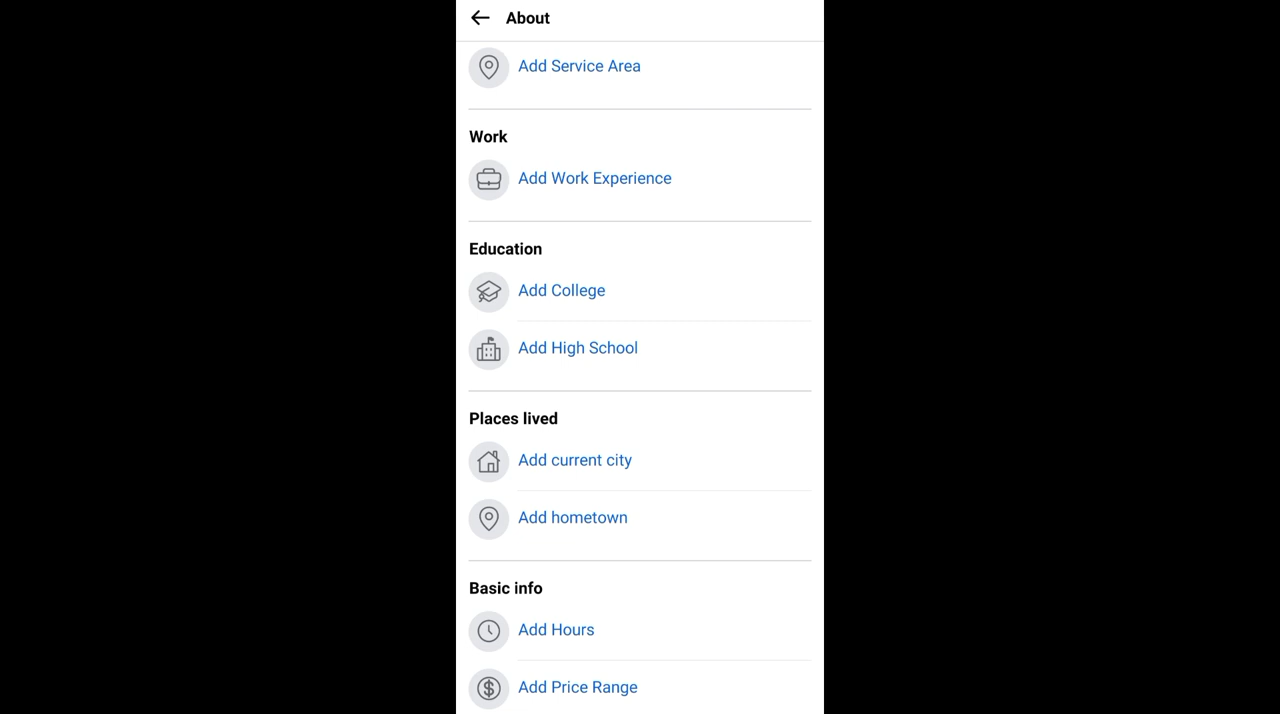 About
Add Service Area
Work
Add Work Experience
Education
Add College
Add High School
Places lived
Add current city
Add hometown
Basic info
Add Hours
Add Price Range